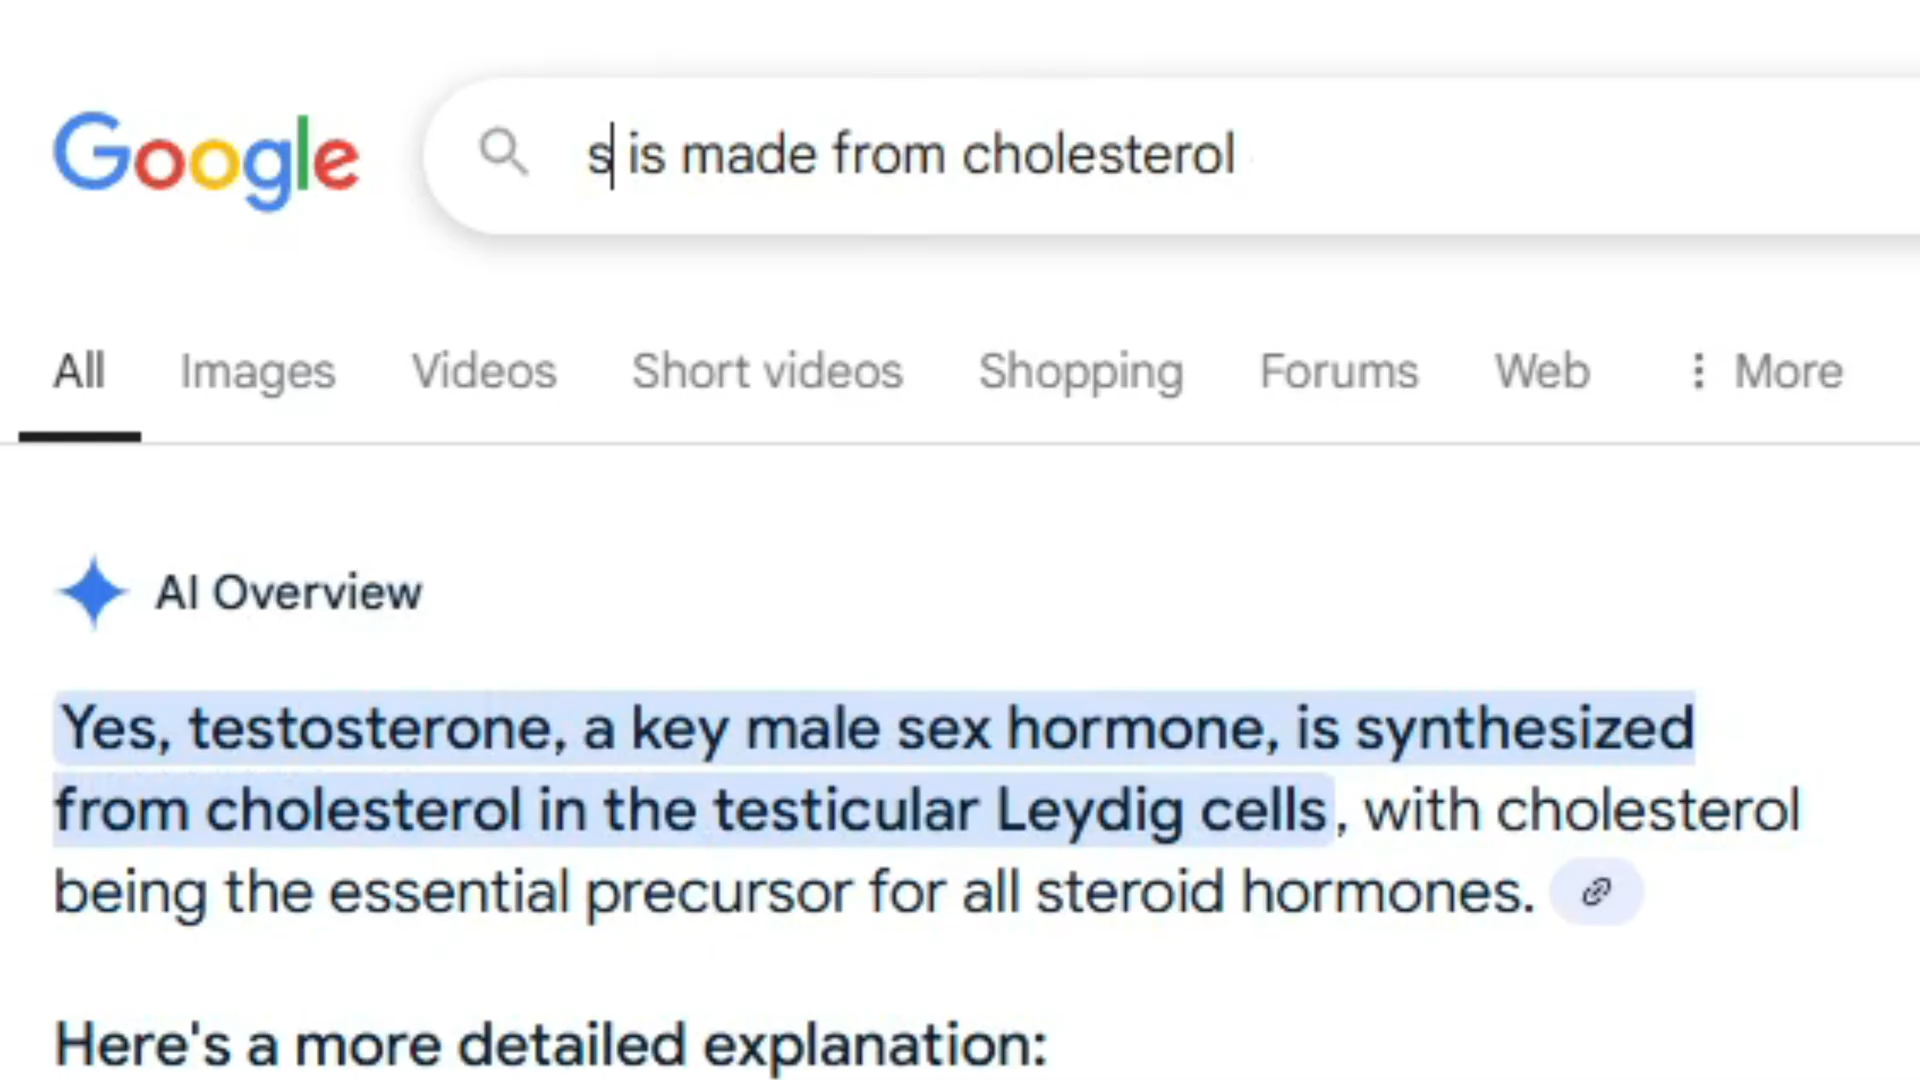 Google
s is made from cholesterol
All Images Videos Short videos Shopping Forums Web More
AI Overview
Yes, testosterone, a key male sex hormone, is synthesized
from cholesterol in the testicular Leydig cells, with cholesterol
being the essential precursor for all steroid hormones.
Here's a more detailed explanation: